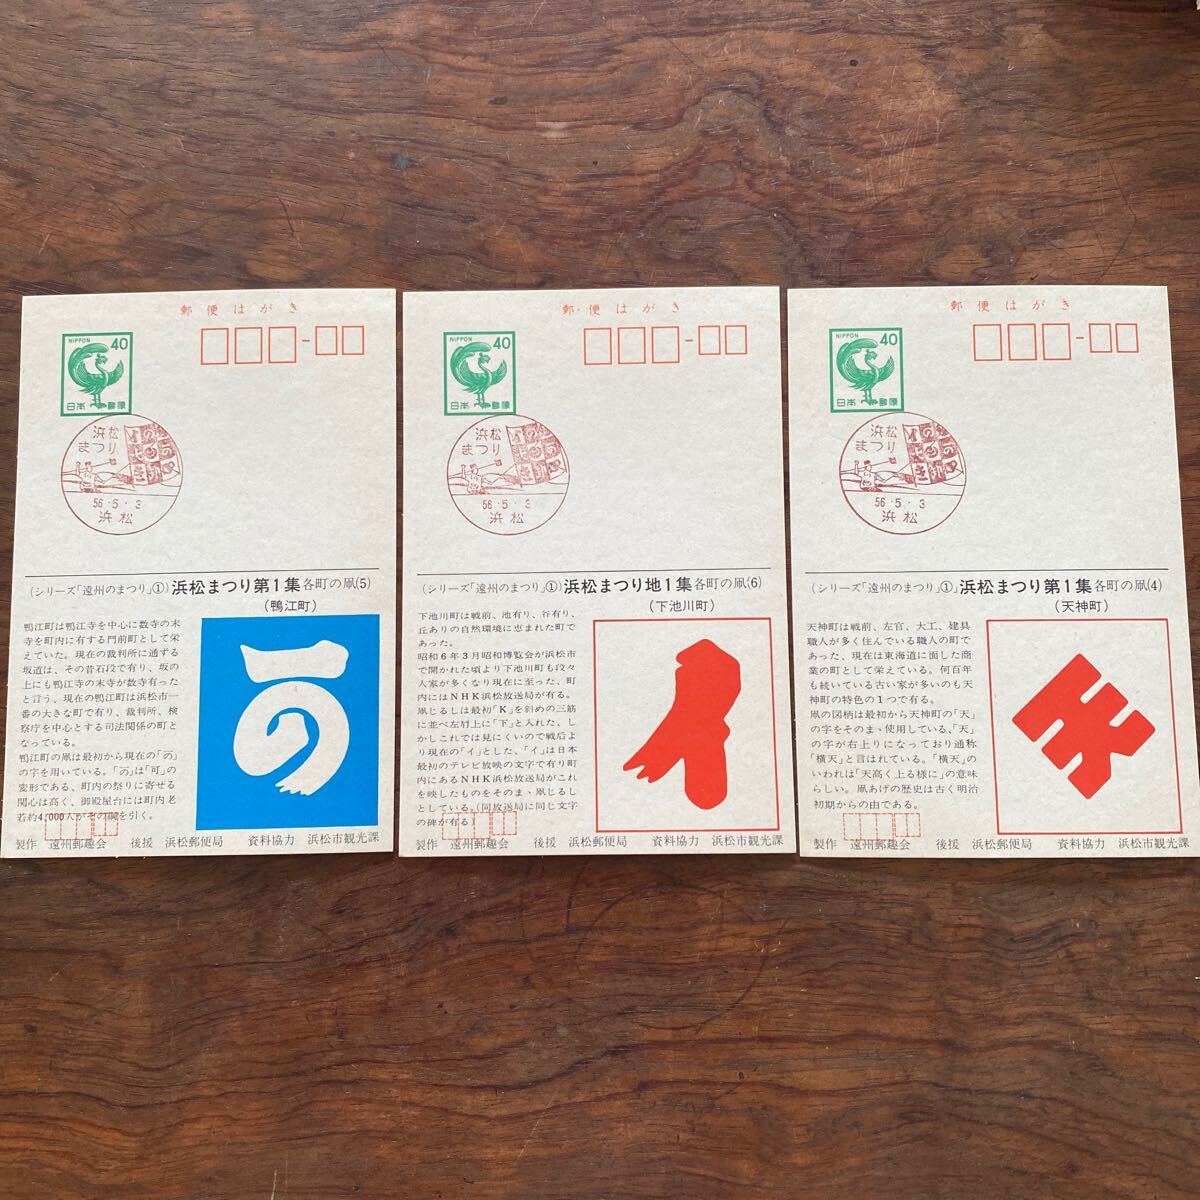 郵便はがき
NIPPON 40
日本郵便
浜松
まつり
56.5.3
浜松
(シリーズ「遠州のまつり」①)浜松まつり第1集各町の凧(5)
(鴨江町)
鴨江町は鴨江寺を中心に数寺の末
寺を町内に有する門前町として栄
えていた。現在の裁判所に通ずる
坂道は、その昔石段で有り、坂の
上にも鴨江寺の末寺が数寺有った
と言う、現在の鴨江町は浜松市一
番の大きな町で有り、裁判所、検
察庁を中心とする司法関係の町と
なっている。
鴨江町の凧は最初から現在の「の」
の字を用いている。「の」は「可」の
変形である、町内の祭りに寄せる
関心は高く、御殿屋台には町内老
若約4,000人がその綱を引く。
製作 遠州郵趣会 後援 浜松郵便局 資料協力 浜松市観光課
郵便はがき
NIPPON 40
日本郵便
浜松
まつり
56.5.3
浜松
(シリーズ「遠州のまつり」①)浜松まつり地1集各町の凧(6)
(下池川町)
下池川町は戦前、池有り、谷有り、
丘ありの自然環境に恵まれた町で
あった。
昭和6年3月昭和博覧会が浜松市
で開かれた頃より下池川町も段々
人家が多くなり現在に至った、町
内にはNHK浜松放送局が有る。
凧じるしは最初「K」を斜めの三筋
に並べ左肩上に「下」と入れた、し
かしこれでは見にくいので戦后よ
り現在の「イ」とした、「イ」は日本
最初のテレビ放映の文字で有り町
内にあるNHK浜松放送局がこれ
を映したものをそのま、凧じるし
としている。(同放送局に同じ文字
の碑が有る)
製作 遠州郵趣会 後援 浜松郵便局 資料協力 浜松市観光課
郵便はがき
NIPPON 40
日本郵便
浜松
まつり
56.5.3
浜松
(シリーズ「遠州のまつり」①)浜松まつり第1集各町の凧(4)
(天神町)
天神町は戦前、左官、大工、建具
職人が多く住んでいる職人の町で
あった、現在は東海道に面した商
業の町として栄えている。何百年
も続いている古い家が多いのも天
神町の特色の1つで有る。
凧の図柄は最初から天神町の「天」
の字をそのま、使用している、「天」
の字が右上りになっており通称
「横天」と言はれている。「横天」の
いわれは「天高く上る様に」の意味
らしい。凧あげの歴史は古く明治
初期からの由である。
製作 遠州郵趣会 後援 浜松郵便局 資料協力 浜松市観光課